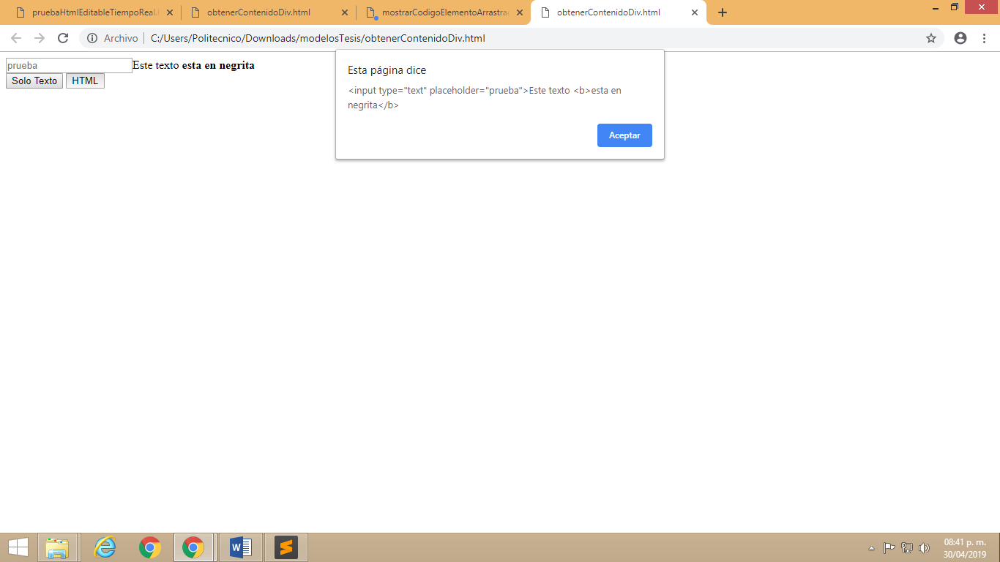 pruebaHtmlEditableTiempoReal.
obtenerContenidoDiv.html
mostrarCodigoElementoArrastra
obtenerContenidoDiv.html
Archivo
C:/Users/Politecnico/Downloads/modelosTesis/obtenerContenidoDiv.html
prueba Este texto esta en negrita
Solo Texto HTML
Esta página dice
<input type="text" placeholder="prueba">Este texto <b>esta en
negrita</b>
Aceptar
08:41 p. m.
30/04/2019